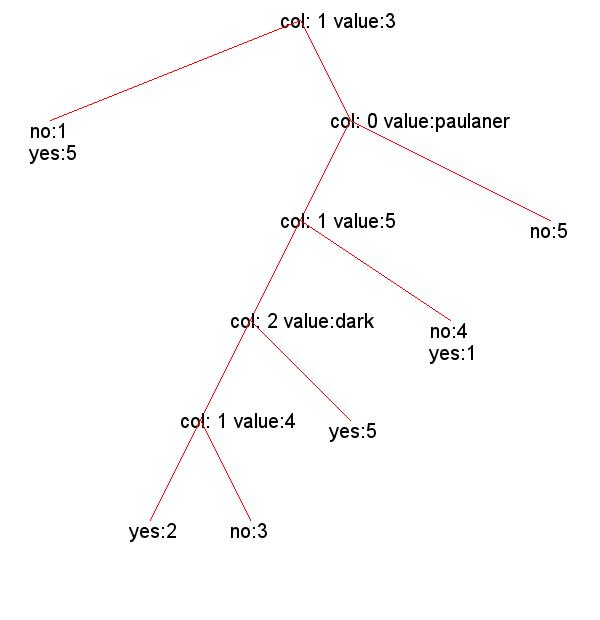 col: 1 value:3
no:1
yes:5
col: 0 value:paulaner
col: 1 value:5
no:5
col: 2 value:dark
no:4
yes:1
col: 1 value:4
yes:5
yes:2
no:3